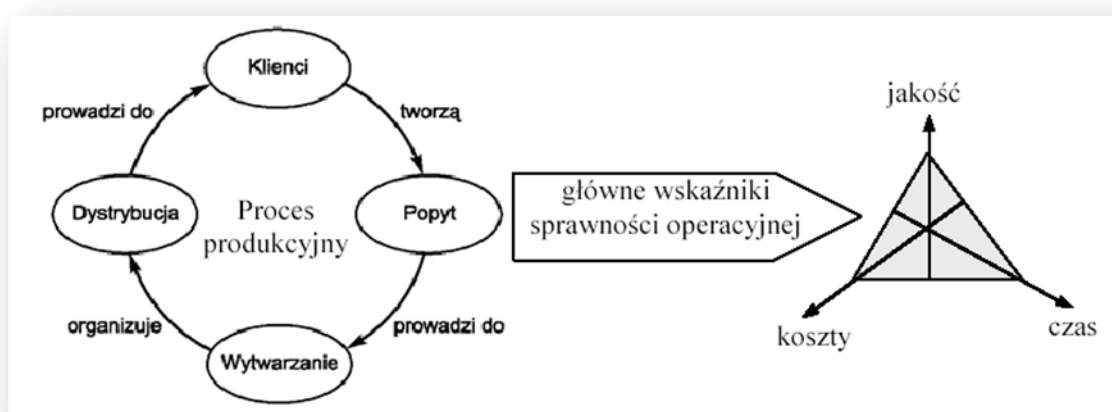 Klienci
prowadzi do
tworzą
jakość
Dystrybucja
Proces
produkcyjny
Popyt
główne wskaźniki
sprawności operacyjnej
organizuje
prowadzi do
Wytwarzanie
koszty
czas